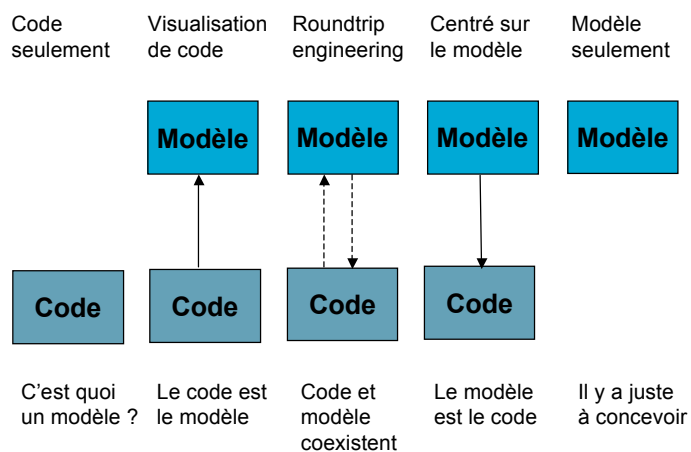 Code
seulement
Visualisation
de code
Roundtrip
engineering
Centré sur
le modèle
Modèle
seulement
Modèle
Modèle
Modèle
Modèle
Code
Code
Code
Code
C’est quoi
un modèle ?
Le code est
le modèle
Code et
modèle
coexistent
Le modèle
est le code
Il y a juste
à concevoir